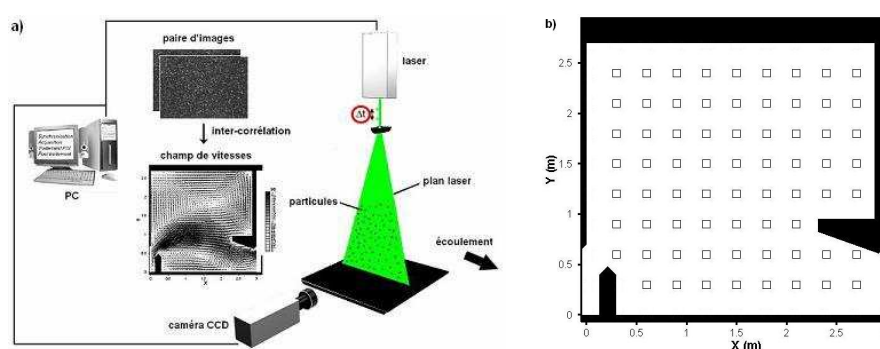 a)
paire d'images
laser
Δt
inter-corrélation
champ de vitesses
PC
plan laser
particules
écoulement
caméra CCD
b)
Y (m)
2.5
2
1.5
1
0.5
0
0
0.5
1
1.5
2
2.5
X (m)